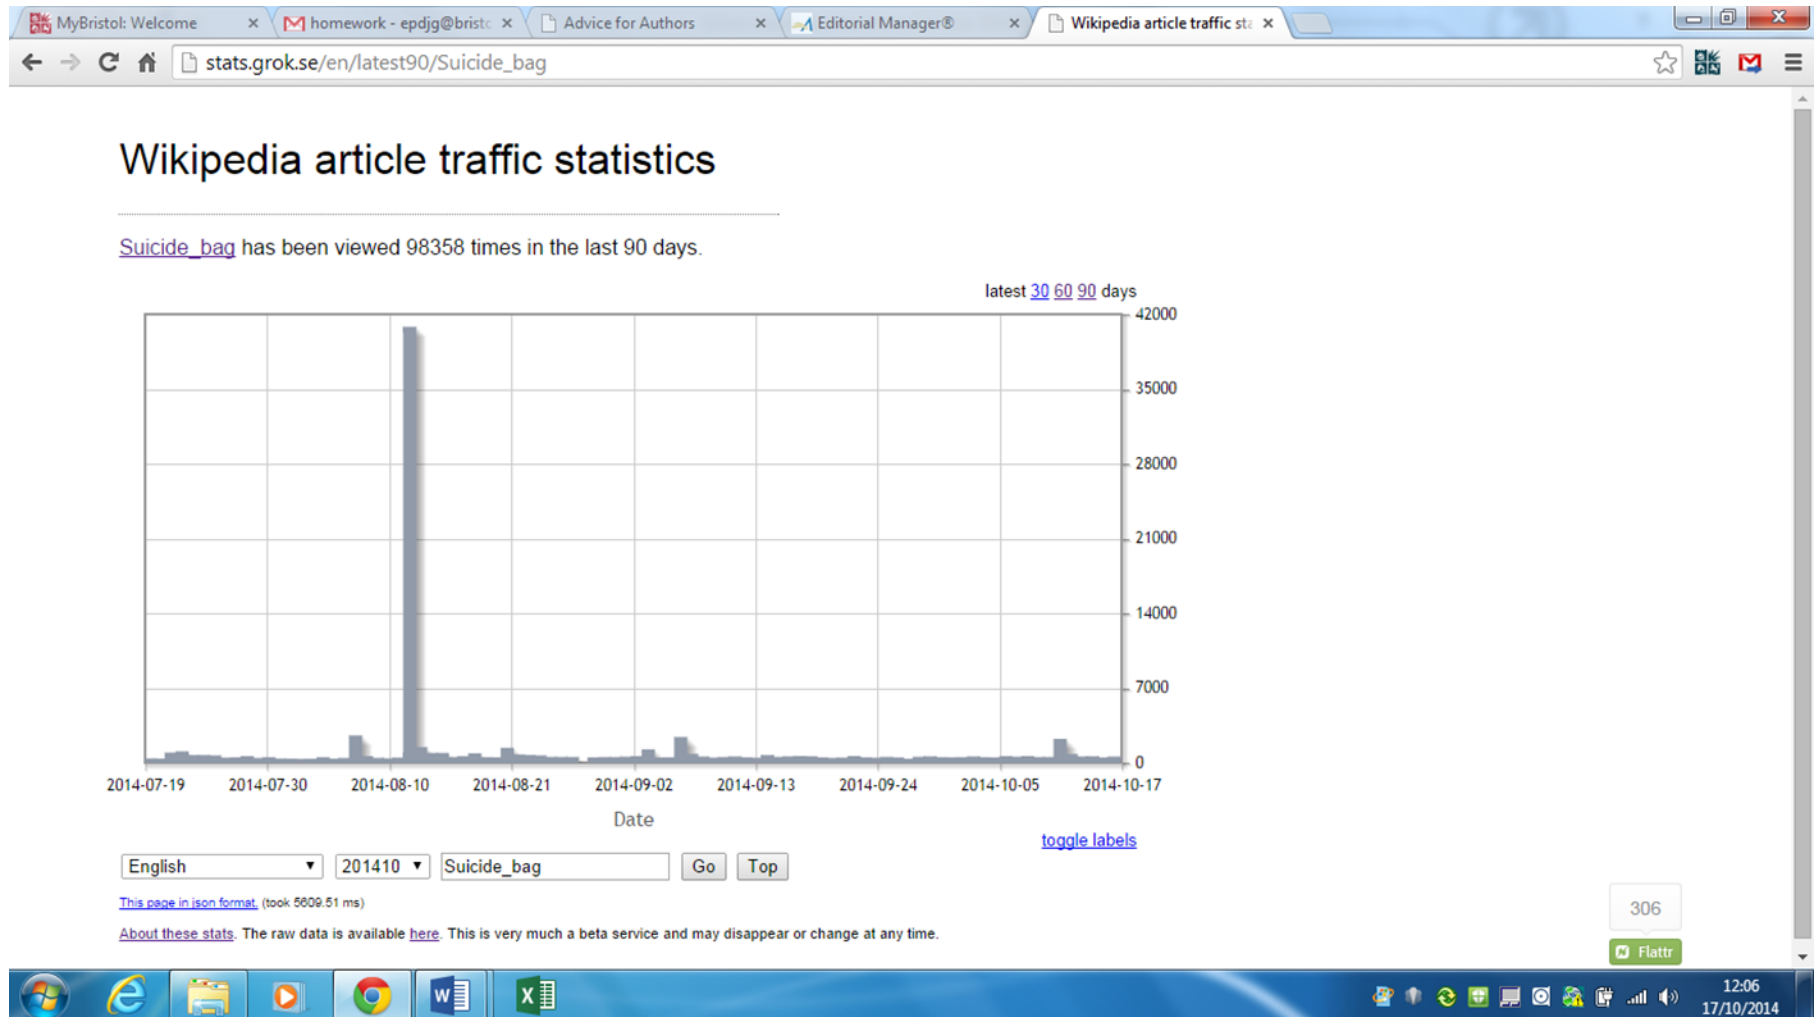 MyBristol: Welcome
homework - epdjg@bristc
Advice for Authors
Editorial Manager®
Wikipedia article traffic sta
stats.grok.se/en/latest90/Suicide_bag
Wikipedia article traffic statistics
Suicide_bag has been viewed 98358 times in the last 90 days.
latest 30 60 90 days
42000
35000
28000
21000
14000
7000
0
2014-07-19 2014-07-30 2014-08-10 2014-08-21 2014-09-02 2014-09-13 2014-09-24 2014-10-05 2014-10-17
Date
toggle labels
English 201410 Suicide_bag Go Top
This page in json format. (took 5609.51 ms)
About these stats. The raw data is available here. This is very much a beta service and may disappear or change at any time.
306
Flattr
12:06
17/10/2014